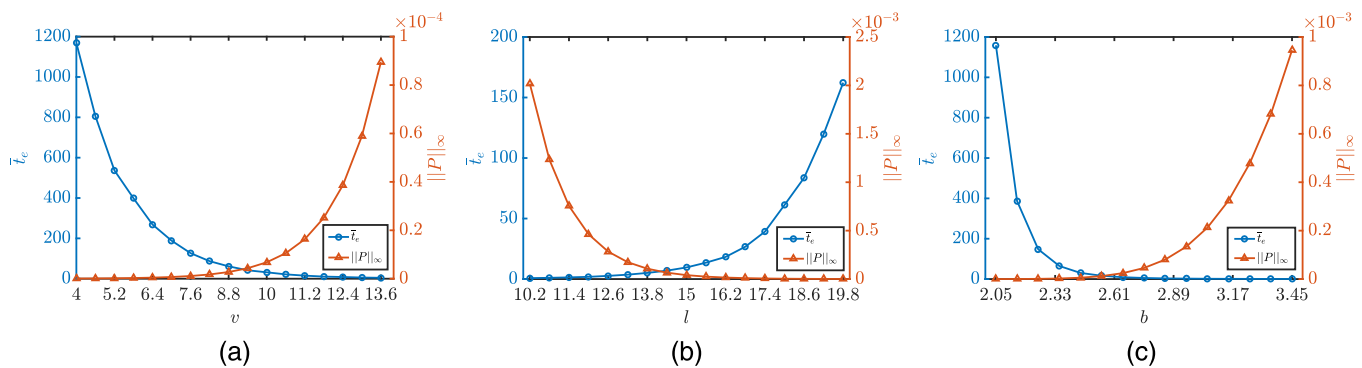 ×10⁻⁴
1200
1000
800
600
400
200
0
t̄ₑ
1
0.8
0.6
0.4
0.2
0
||P||∞
t̄ₑ
||P||∞
4 5.2 6.4 7.6 8.8 10 11.2 12.4 13.6
v
(a)
×10⁻³
200
150
100
50
0
t̄ₑ
2.5
2
1.5
1
0.5
0
||P||∞
t̄ₑ
||P||∞
10.2 11.4 12.6 13.8 15 16.2 17.4 18.6 19.8
l
(b)
×10⁻³
1200
1000
800
600
400
200
0
t̄ₑ
1
0.8
0.6
0.4
0.2
0
||P||∞
t̄ₑ
||P||∞
2.05 2.33 2.61 2.89 3.17 3.45
b
(c)